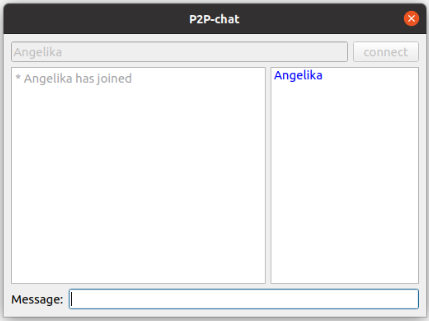 P2P-chat
Angelika
connect
* Angelika has joined
Angelika
Message: